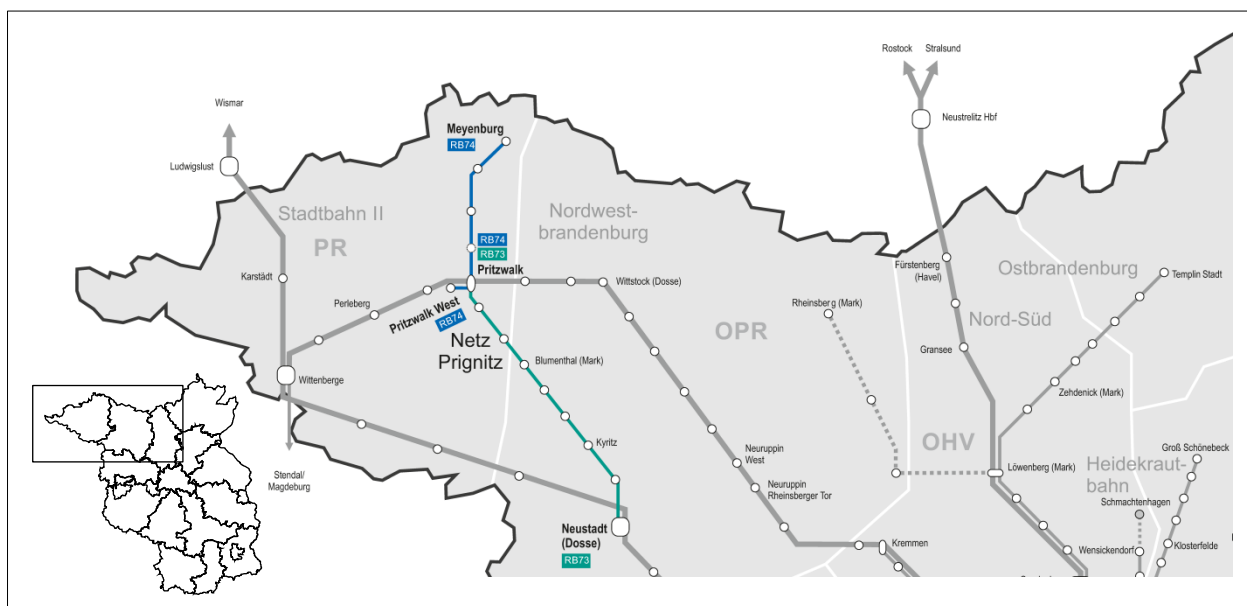 Rostock
Stralsund
Wismar
Neustrelitz Hbf
Meyenburg
RB74
Ludwigslust
Stadtbahn II
PR
Nordwest-
brandenburg
RB74
RB73
Pritzwalk
Karstädt
Fürstenberg
(Havel)
Ostbrandenburg
Templin Stadt
Wittstock (Dosse)
Perleberg
Pritzwalk West
RB74
Rheinsberg (Mark)
Nord-Süd
OPR
Netz
Prignitz
Gransee
Blumenthal (Mark)
Wittenberge
Zehdenick (Mark)
Kyritz
OHV
Groß Schönebeck
Neuruppin
West
Löwenberg (Mark)
Heidekraut-
bahn
Stendal/
Magdeburg
Neuruppin
Rheinsberger Tor
Schmachtenhagen
Neustadt
(Dosse)
RB73
Kremmen
Wensickendorf
Klosterfelde